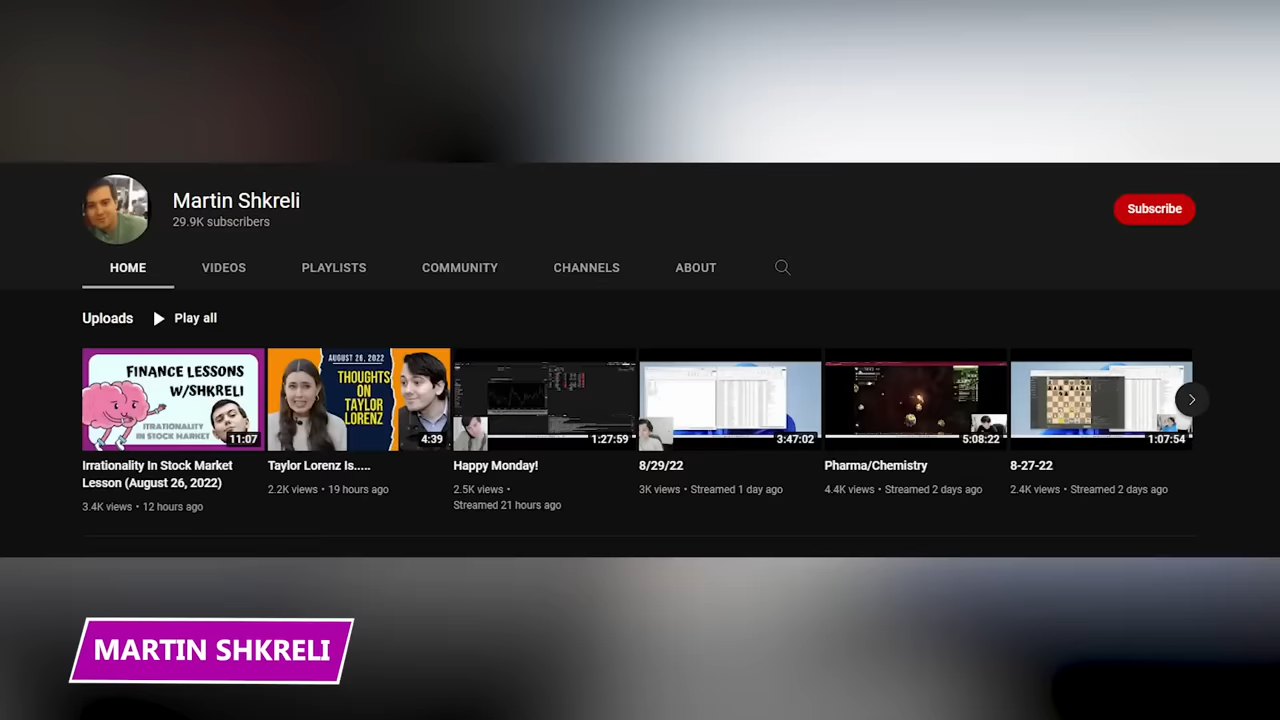 Martin Shkreli
29.9K subscribers
Subscribe
HOME VIDEOS PLAYLISTS COMMUNITY CHANNELS ABOUT
Uploads Play all
FINANCE LESSONS
W/SHKRELI
IRRATIONALITY
IN STOCK MARKET
11:07
AUGUST 26, 2022
THOUGHTS
ON
TAYLOR
LORENZ
4:39
1:27:59
3:47:02
5:08:22
1:07:54
Irrationality In Stock Market
Lesson (August 26, 2022)
3.4K views • 12 hours ago
Taylor Lorenz Is.....
2.2K views • 19 hours ago
Happy Monday!
2.5K views •
Streamed 21 hours ago
8/29/22
3K views • Streamed 1 day ago
Pharma/Chemistry
4.4K views • Streamed 2 days ago
8-27-22
2.4K views • Streamed 2 days ago
MARTIN SHKRELI